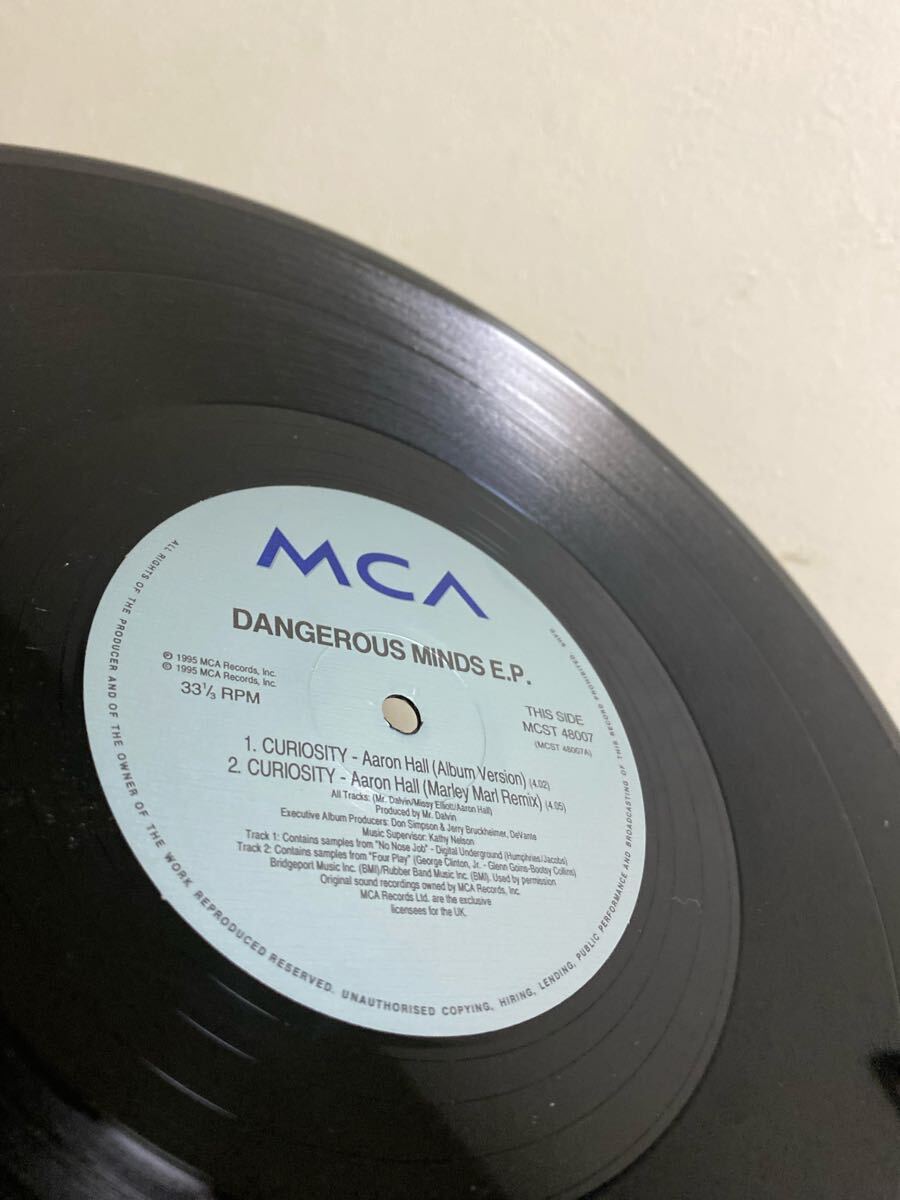 MCA
DANGEROUS MINDS E.P.
℗ 1995 MCA Records, Inc.
© 1995 MCA Records, Inc.
33⅓ RPM
THIS SIDE
MCST 48007
(MCST 48007A)
1. CURIOSITY - Aaron Hall (Album Version) (4.02)
2. CURIOSITY - Aaron Hall (Marley Marl Remix) (4.05)
All Tracks: (Mr. Dalvin/Missy Elliott/Aaron Hall)
Produced by Mr. Dalvin
Executive Album Producers: Don Simpson & Jerry Bruckheimer, DeVante
Music Supervisor: Kathy Nelson
Track 1: Contains samples from "No Nose Job" - Digital Underground (Humphries/Jacobs)
Track 2: Contains samples from "Four Play" (George Clinton, Jr. - Glenn Goins-Bootsy Collins)
Bridgeport Music Inc. (BMI)/Rubber Band Music Inc. (BMI). Used by permission
Original sound recordings owned by MCA Records, Inc.
MCA Records Ltd. are the exclusive
licensees for the UK.
ALL RIGHTS OF THE PRODUCER AND OF THE OWNER OF THE WORK REPRODUCED RESERVED. UNAUTHORISED COPYING, HIRING, LENDING, PUBLIC PERFORMANCE AND BROADCASTING OF THIS RECORD PROHIBITED